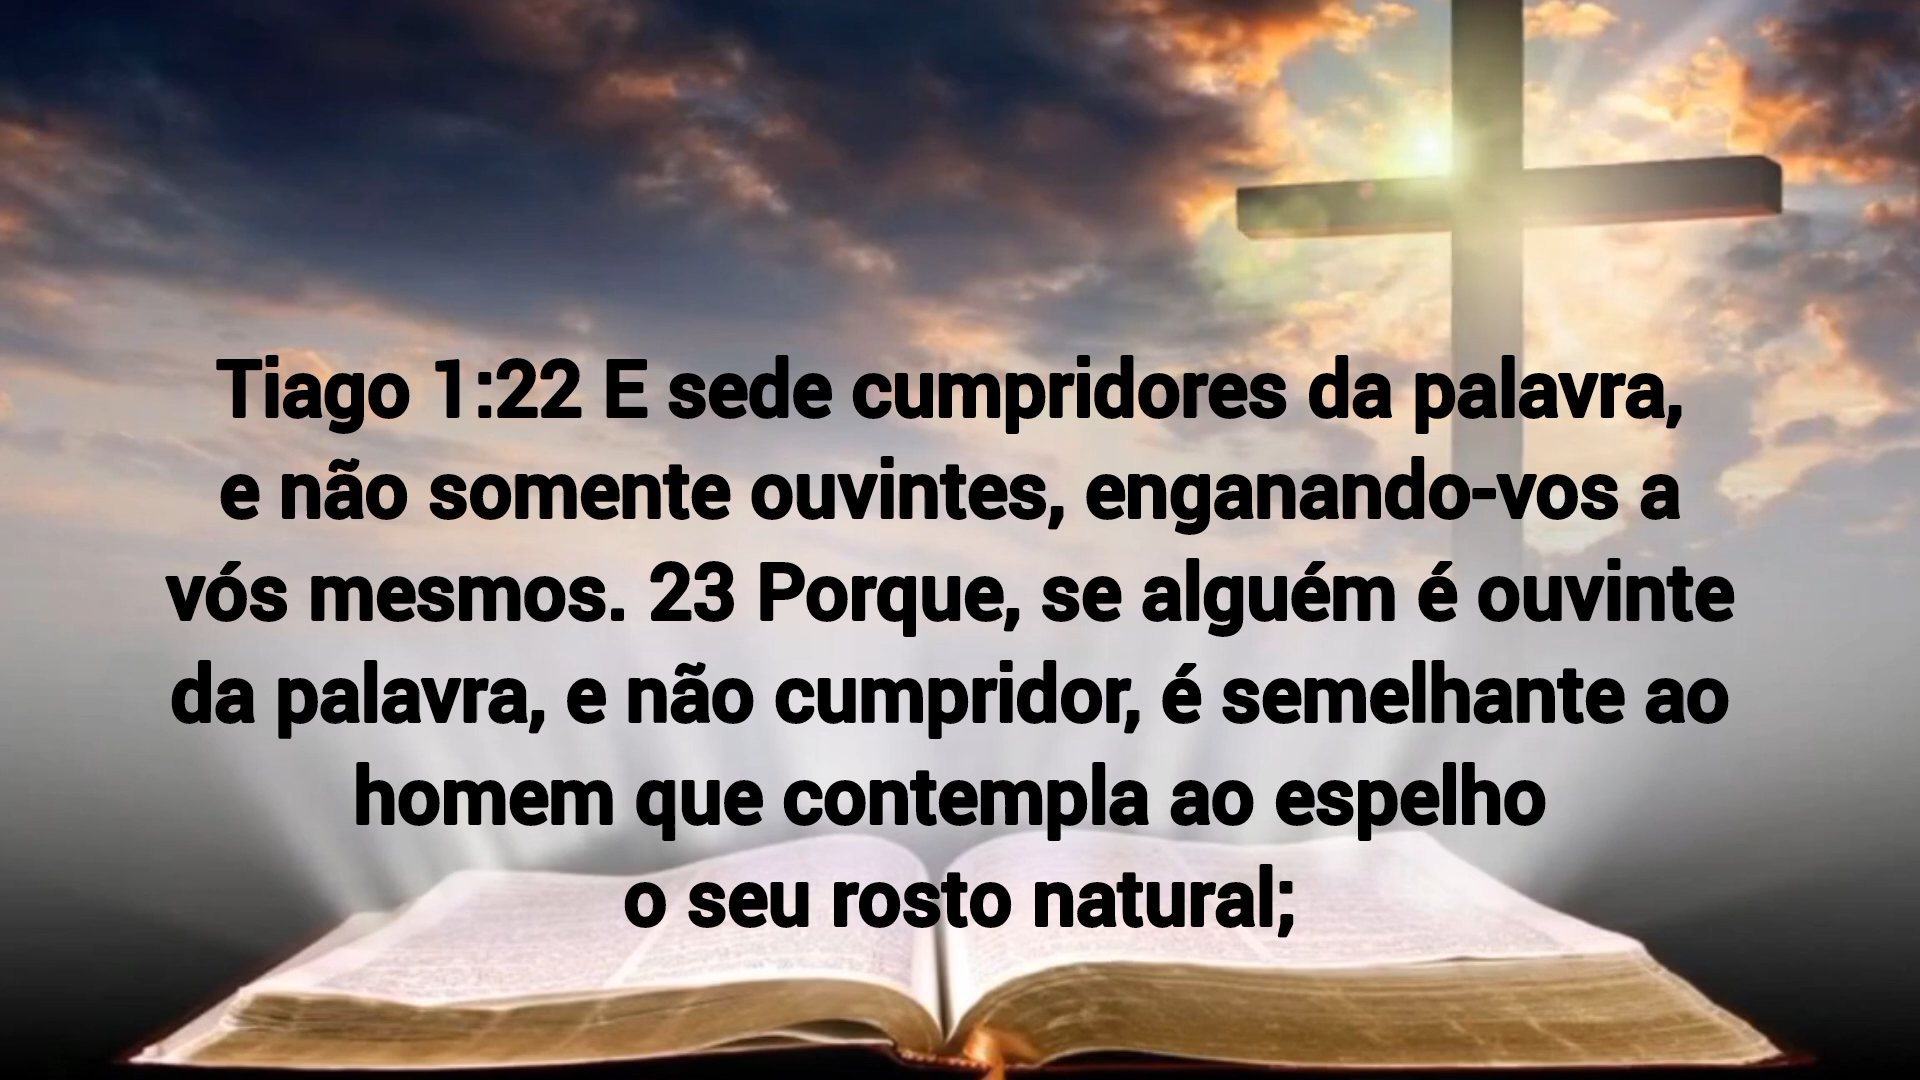 Tiago 1:22 E sede cumpridores da palavra,
e não somente ouvintes, enganando-vos a
vós mesmos. 23 Porque, se alguém é ouvinte
da palavra, e não cumpridor, é semelhante ao
homem que contempla ao espelho
o seu rosto natural;